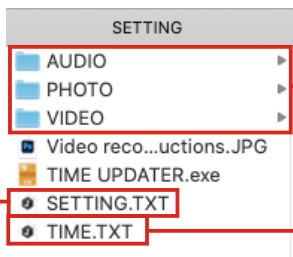 SETTING
AUDIO
PHOTO
VIDEO
Video reco...uctions.JPG
TIME UPDATER.exe
SETTING.TXT
TIME.TXT